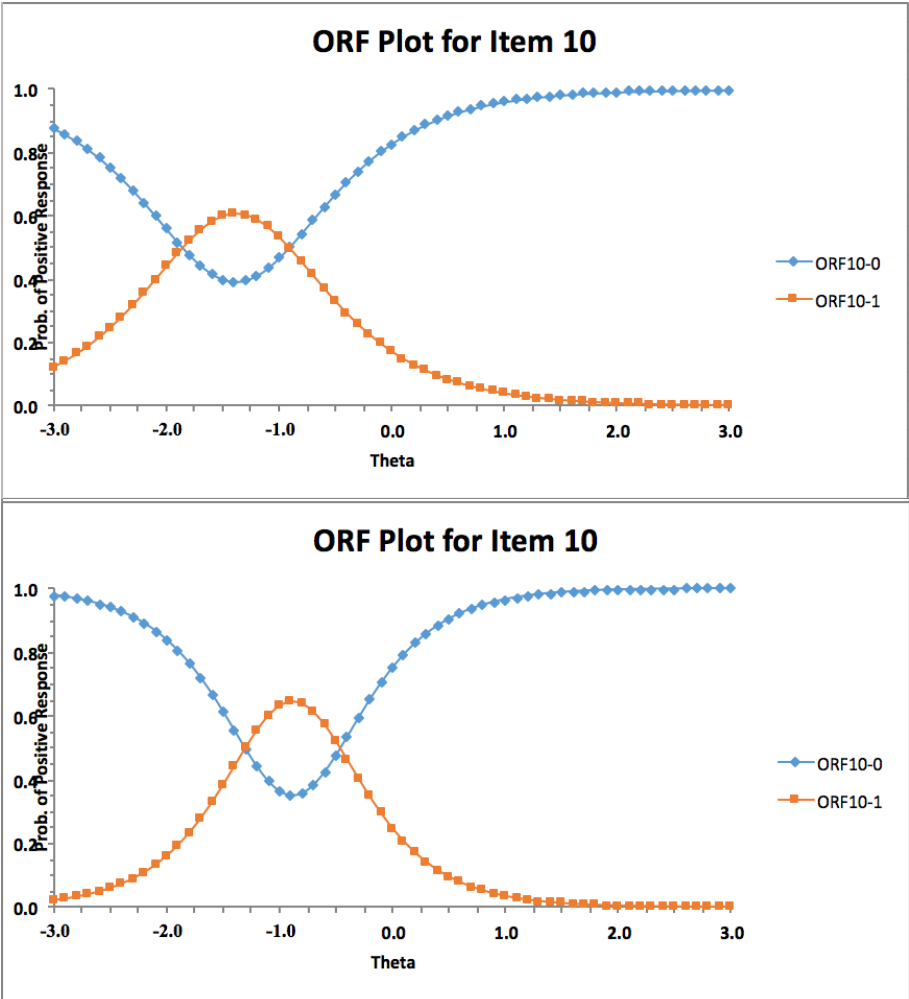 ORF Plot for Item 10
Prob. of Positive Response
1.0
0.8
0.6
0.4
0.2
0.0
-3.0 -2.0 -1.0 0.0 1.0 2.0 3.0
Theta
ORF10-0
ORF10-1
ORF Plot for Item 10
Prob. of Positive Response
1.0
0.8
0.6
0.4
0.2
0.0
-3.0 -2.0 -1.0 0.0 1.0 2.0 3.0
Theta
ORF10-0
ORF10-1